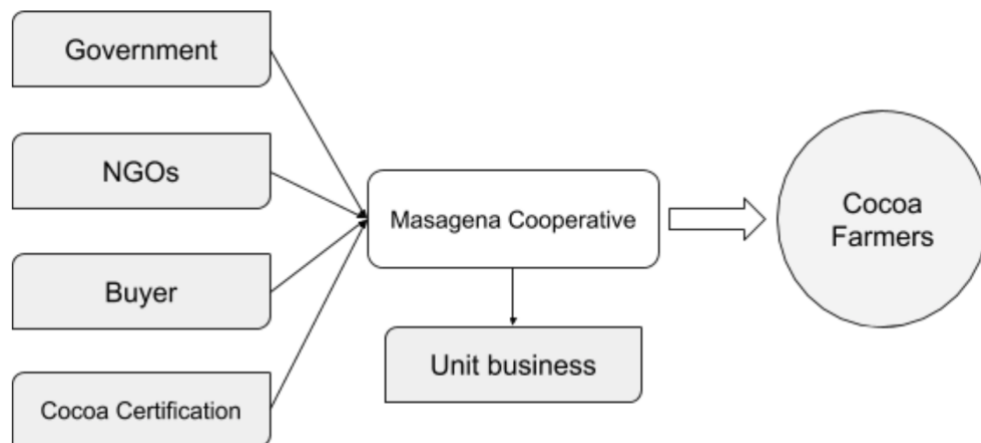 Government
NGOs
Buyer
Cocoa Certification
Masagena Cooperative
Unit business
Cocoa
Farmers